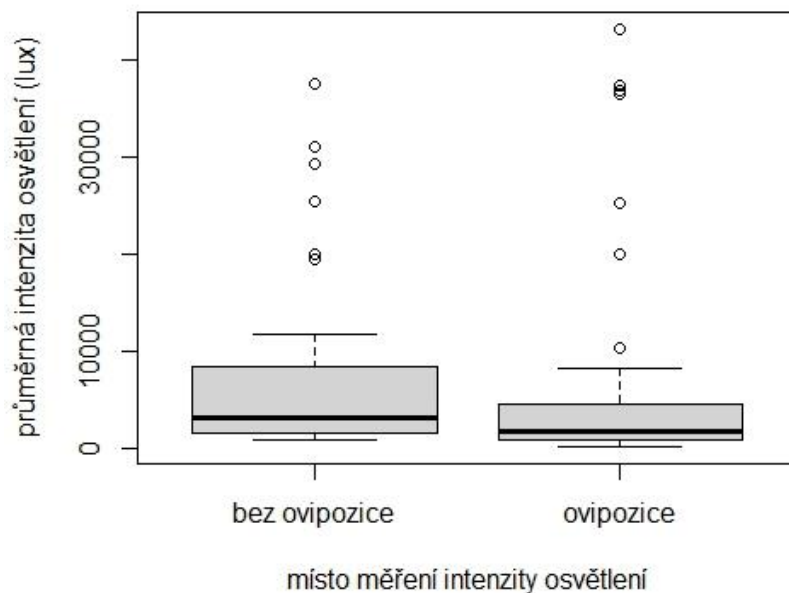 průměrná intenzita osvětlení (lux)
30000
10000
0
bez ovipozice
ovipozice
místo měření intenzity osvětlení